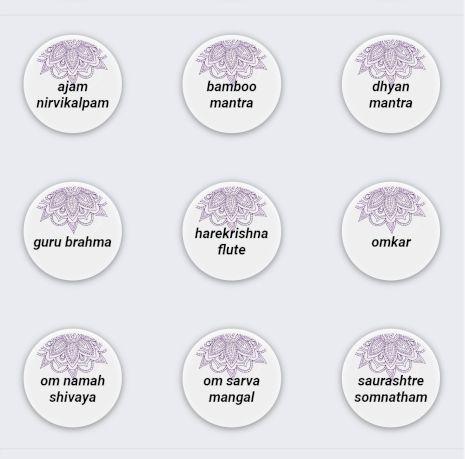 ajam
nirvikalpam
bamboo
mantra
dhyan
mantra
guru brahma
harekrishna
flute
omkar
om namah
shivaya
om sarva
mangal
saurashtre
somnatham